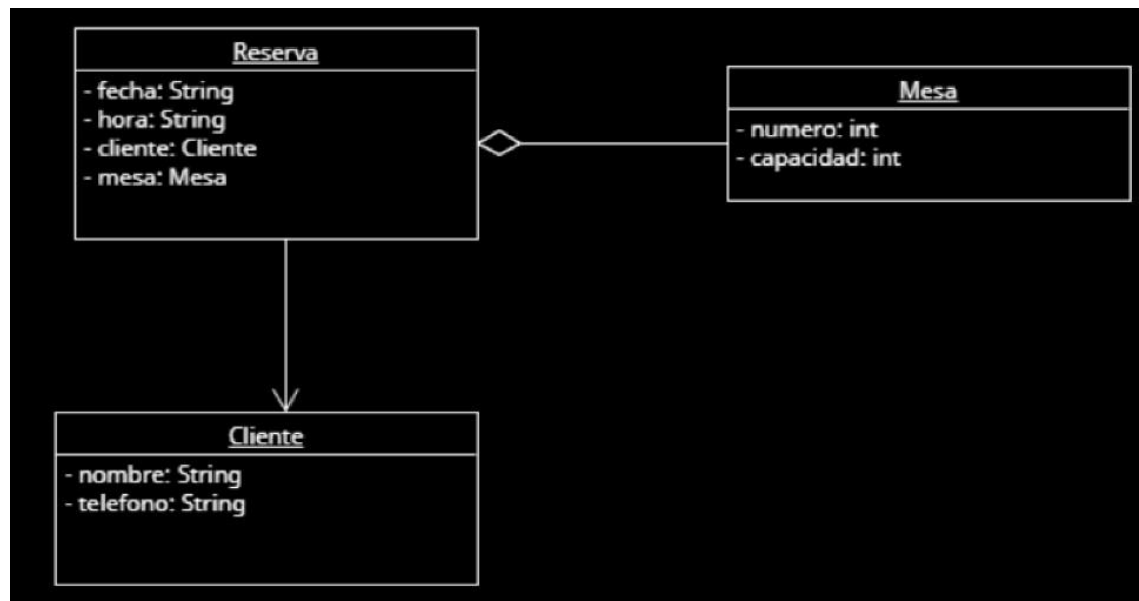 Reserva
- fecha: String
- hora: String
- cliente: Cliente
- mesa: Mesa
Mesa
- numero: int
- capacidad: int
Cliente
- nombre: String
- telefono: String